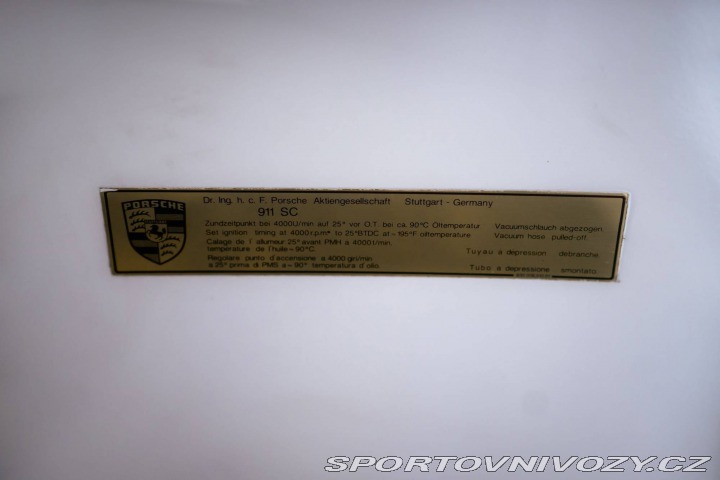 PORSCHE
Dr. Ing. h. c. F. Porsche Aktiengesellschaft Stuttgart - Germany
911 SC
Zündzeitpunkt bei 4000U/min auf 25° vor O.T. bei ca. 90°C Öltemperatur Vacuumschlauch abgezogen.
Set ignition timing at 4000 r.p.m° to 25°BTDC at ~ 195°F oiltemperature. Vacuum hose pulled-off.
Calage de l'allumeur 25° avant PMH a 4000t/min.
temperature de l'huile ~ 90°C. Tuyau a depression debranche.
Regolare punto d'accensione a 4000 giri/min
a 25° prima di PMS a ~ 90° temperatura d'olio. Tubo a depressione smontato.
SPORTOVNIVOZY.CZ